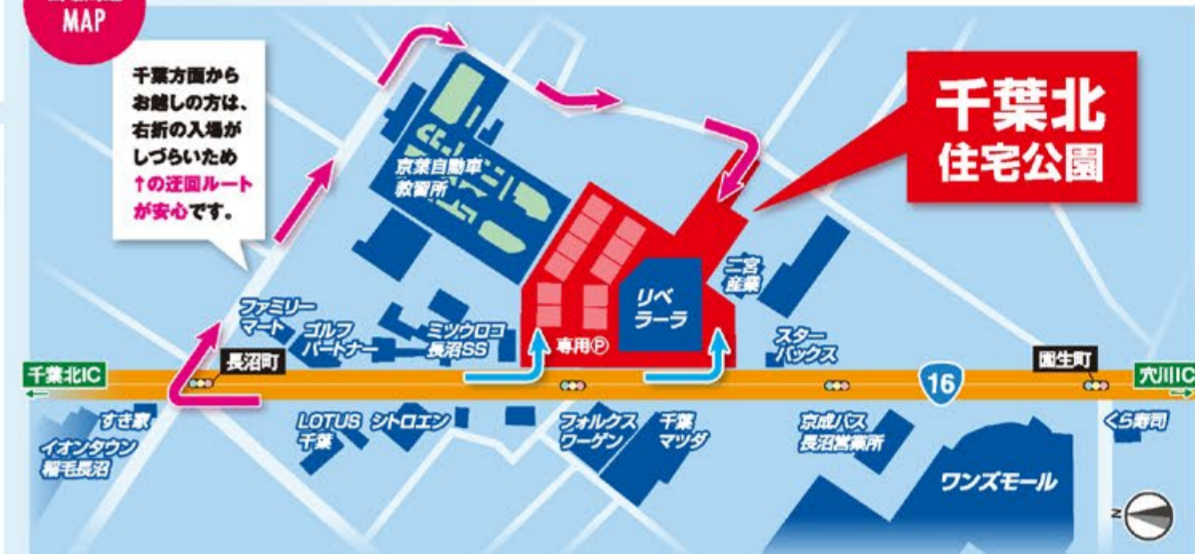 MAP
千葉方面から
お越しの方は、
右折の入場が
しづらいため
↑の迂回ルート
が安心です。
千葉北
住宅公園
京葉自動車
教習所
二宮
産業
リベ
ラーラ
ファミリー
マート
ゴルフ
パートナー
ミツウロコ
長沼SS
専用P
スター
バックス
長沼町
園生町
千葉北IC
←
16
穴川IC
→
すき家
イオンタウン
稲毛長沼
LOTUS
千葉
シトロエン
フォルクス
ワーゲン
千葉
マツダ
京成バス
長沼営業所
ワンズモール
くら寿司
N